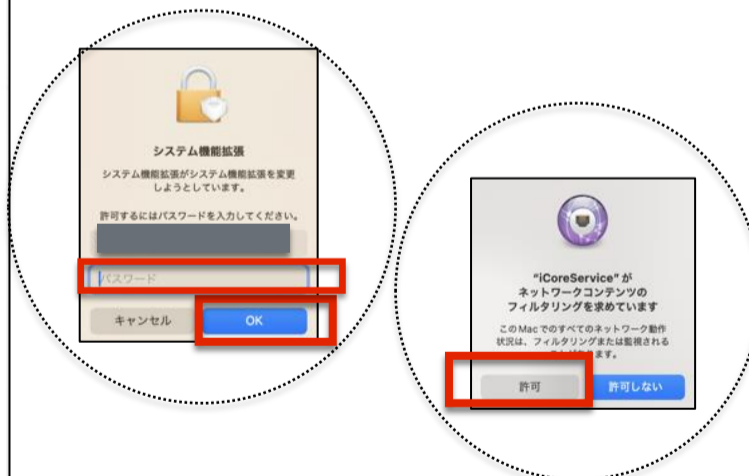 システム機能拡張
システム機能拡張がシステム機能拡張を変更
しようとしています。
許可するにはパスワードを入力してください。
パスワード
キャンセル
OK
"iCoreService"が
ネットワークコンテンツの
フィルタリングを求めています
このMacでのすべてのネットワーク動作
状況は、フィルタリングまたは監視される
ます。
許可
許可しない